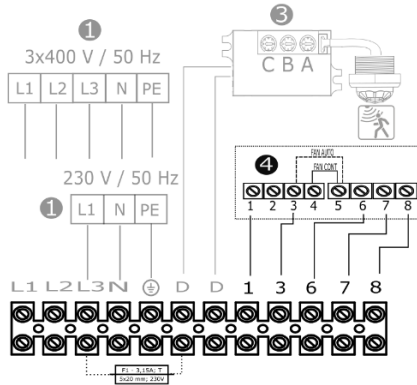 1
3x400 V / 50 Hz
L1 L2 L3 N PE
3
C B A
230 V / 50 Hz
1 L1 N PE
4
FAN AUTO
FAN CONT
1 2 3 4 5 6 7 8
L1 L2 L3 N D D 1 3 6 7 8
F1 - 3,15A; T
5x20 mm; 230V